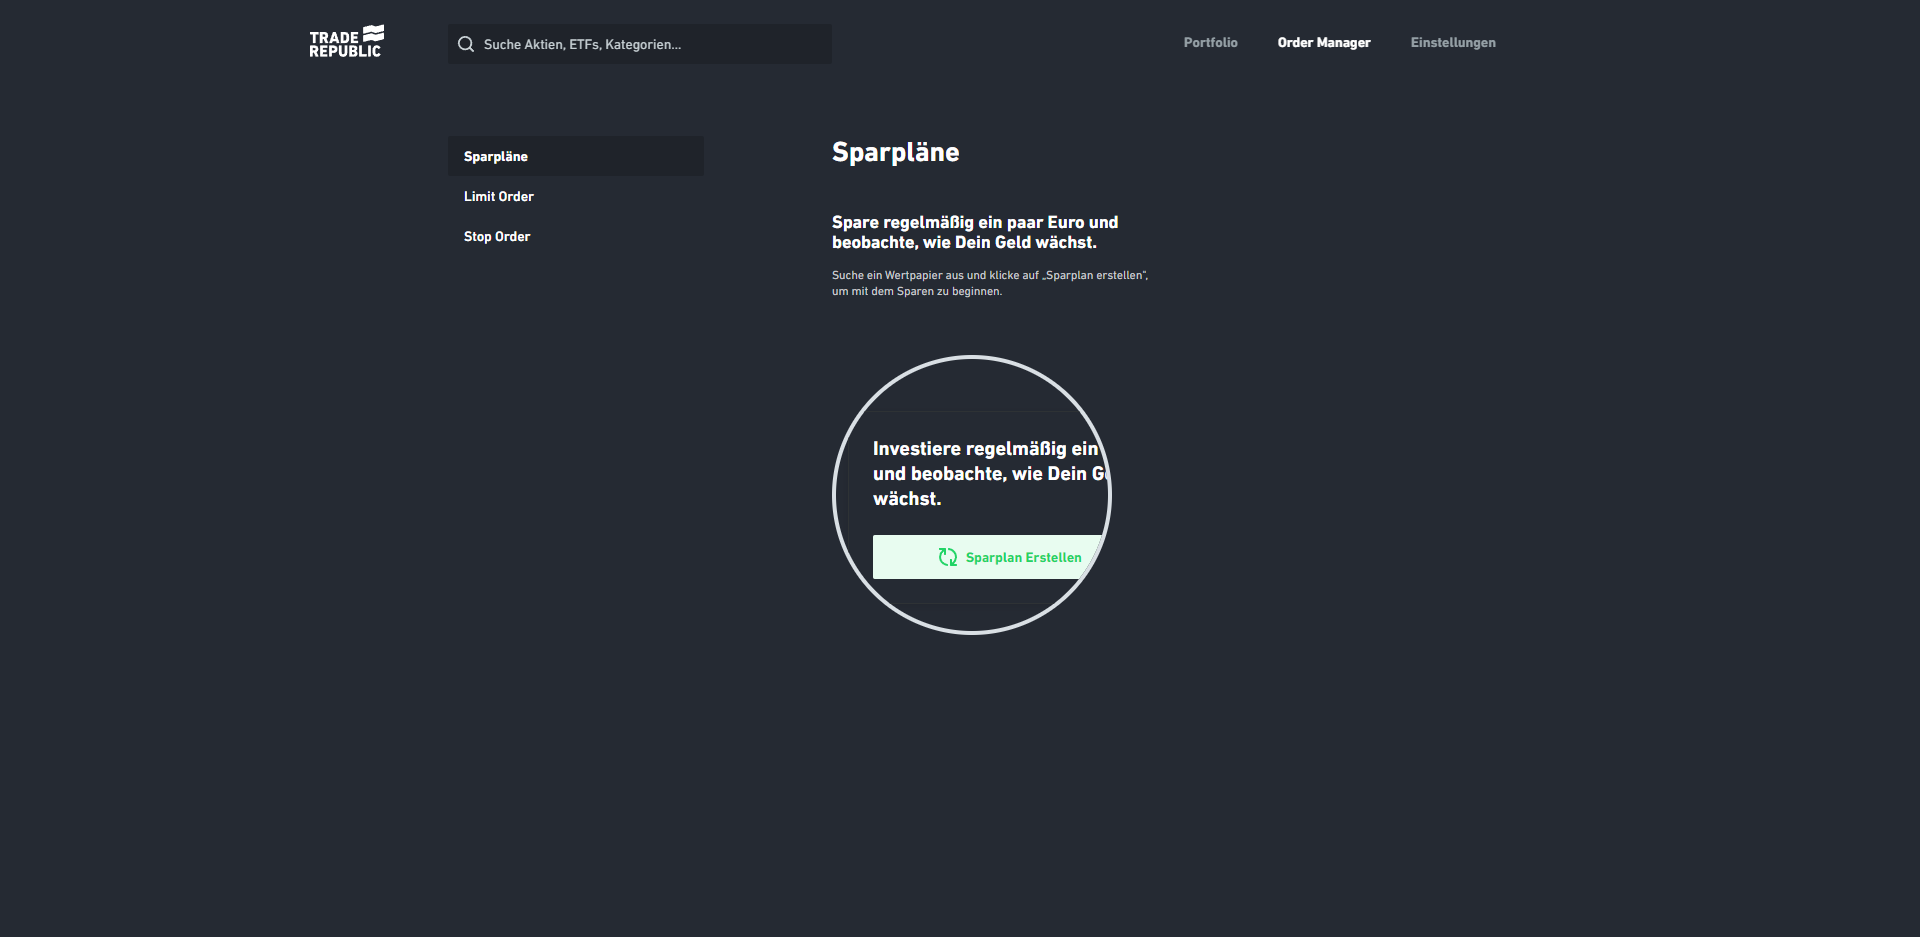 TRADE
REPUBLIC
Suche Aktien, ETFs, Kategorien...
Portfolio
Order Manager
Einstellungen
Sparpläne
Limit Order
Stop Order
Sparpläne
Spare regelmäßig ein paar Euro und
beobachte, wie Dein Geld wächst.
Suche ein Wertpapier aus und klicke auf „Sparplan erstellen“,
um mit dem Sparen zu beginnen.
Investiere regelmäßig ein
und beobachte, wie Dein
wächst.
Sparplan Erstellen